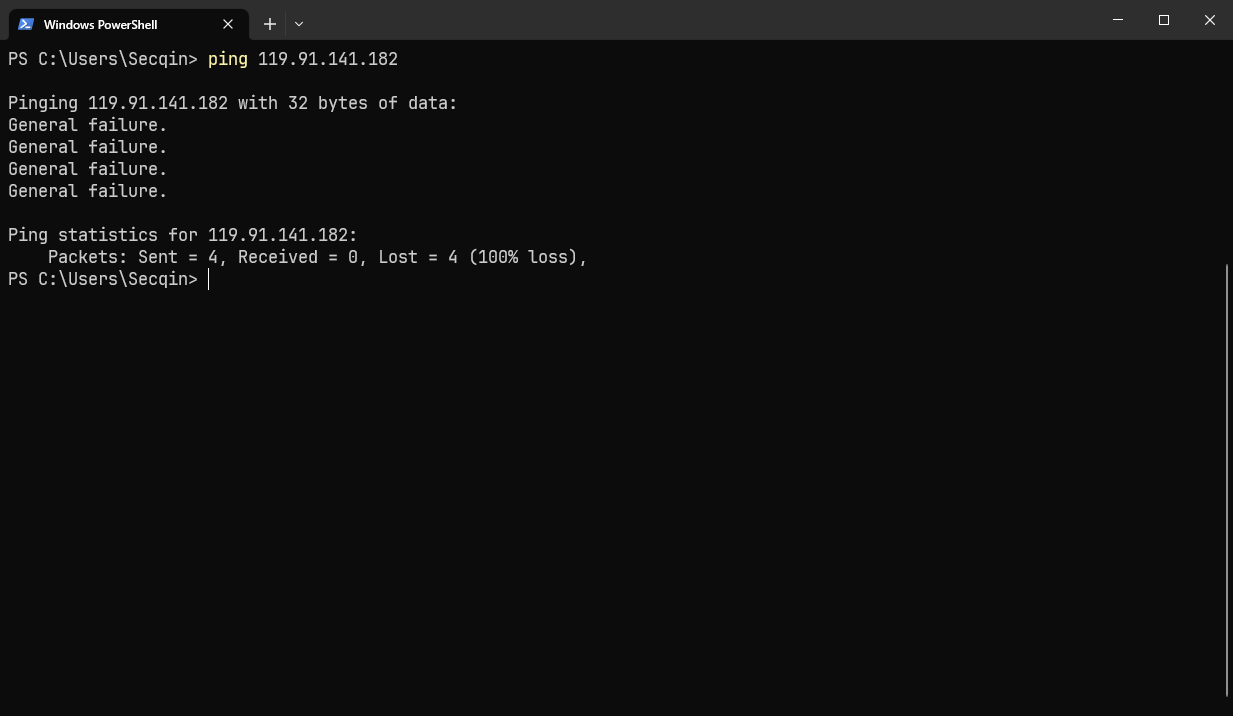 Windows PowerShell
PS C:\Users\Secqin> ping 119.91.141.182
Pinging 119.91.141.182 with 32 bytes of data:
General failure.
General failure.
General failure.
General failure.
Ping statistics for 119.91.141.182:
    Packets: Sent = 4, Received = 0, Lost = 4 (100% loss),
PS C:\Users\Secqin>